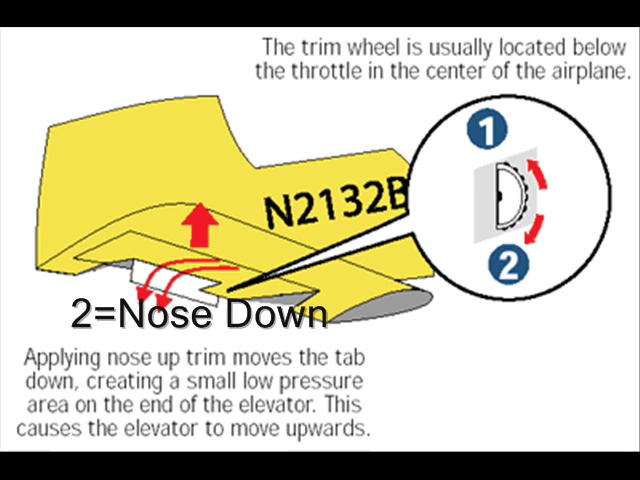 The trim wheel is usually located below
the throttle in the center of the airplane.
1
N2132B
2
2=Nose Down
Applying nose up trim moves the tab
down, creating a small low pressure
area on the end of the elevator. This
causes the elevator to move upwards.